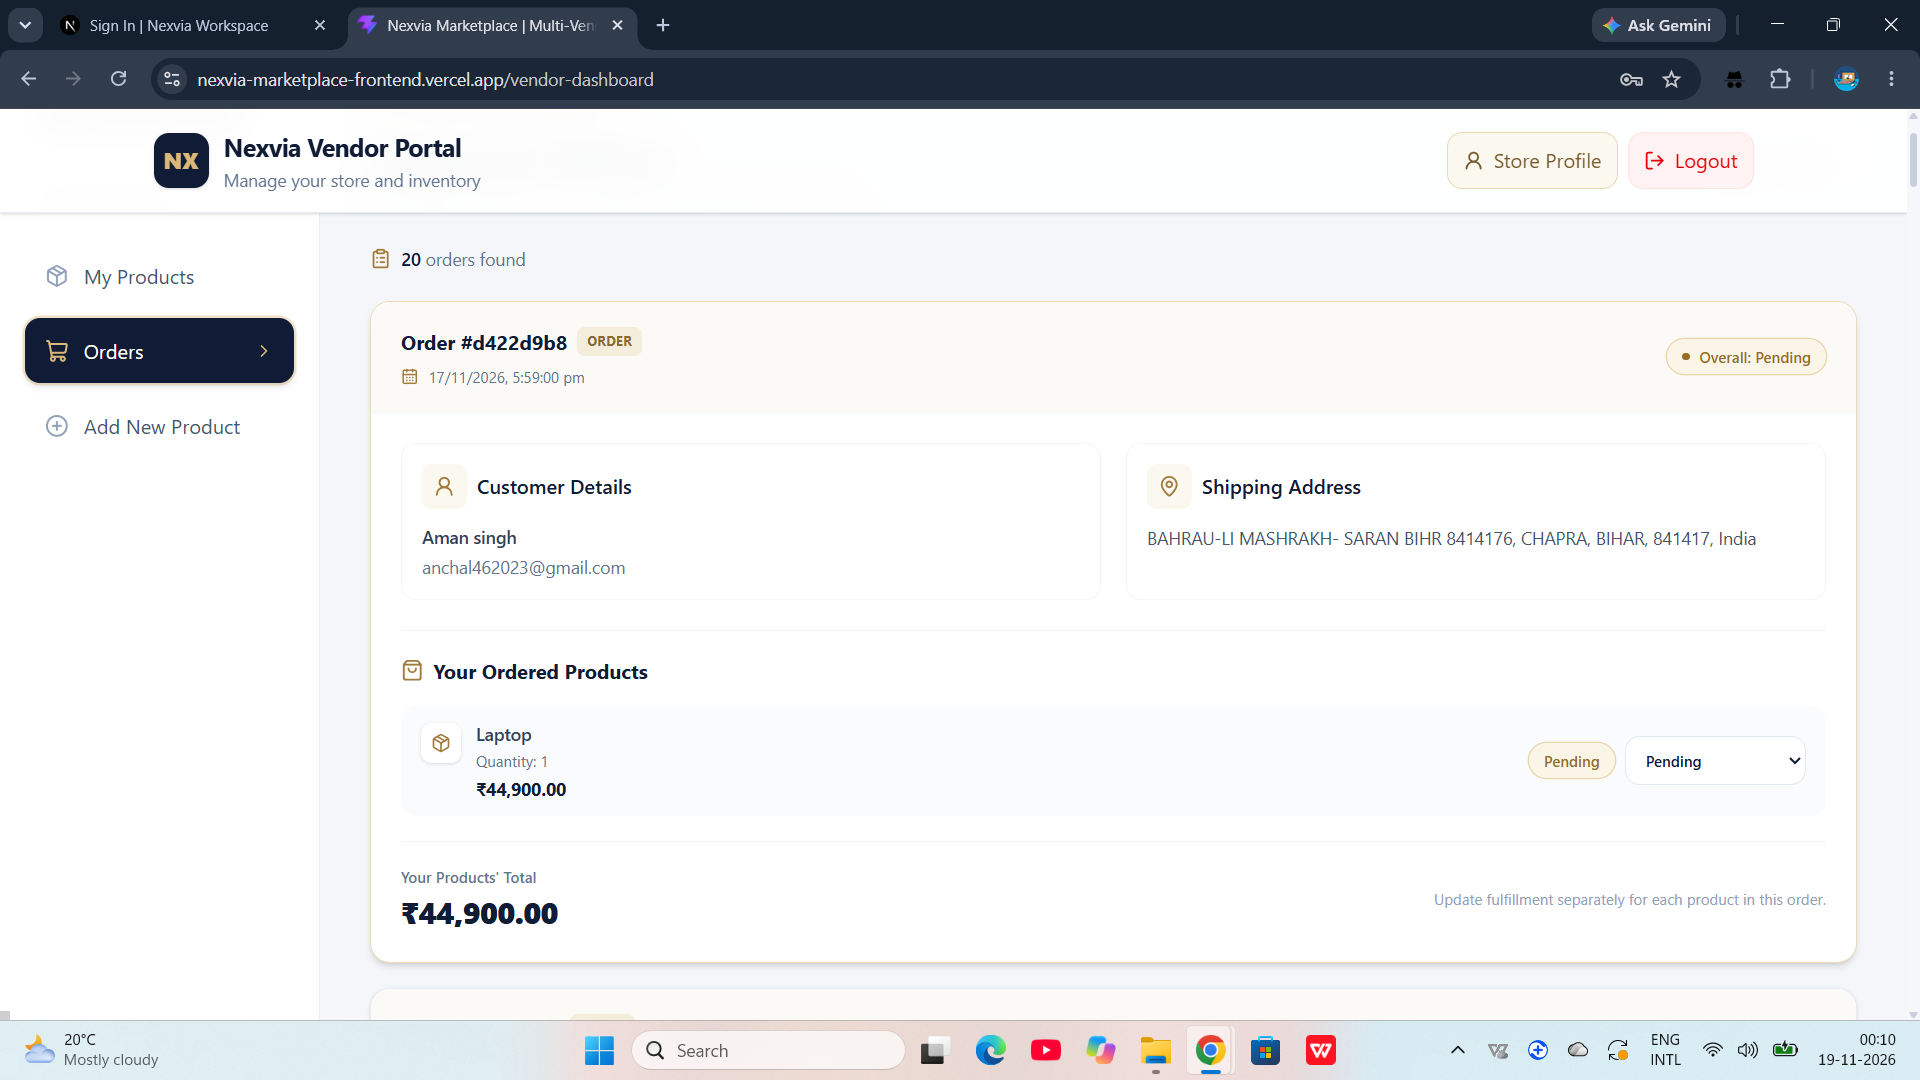 Sign In | Nexvia Workspace
Nexvia Marketplace | Multi-Ven
Ask Gemini
nexvia-marketplace-frontend.vercel.app/vendor-dashboard
NX
Nexvia Vendor Portal
Manage your store and inventory
Store Profile
Logout
My Products
Orders
Add New Product
20 orders found
Order #d422d9b8
ORDER
17/11/2026, 5:59:00 pm
Overall: Pending
Customer Details
Aman singh
anchal462023@gmail.com
Shipping Address
BAHRAU-LI MASHRAKH- SARAN BIHR 8414176, CHAPRA, BIHAR, 841417, India
Your Ordered Products
Laptop
Quantity: 1
₹44,900.00
Pending
Pending
Your Products' Total
₹44,900.00
Update fulfillment separately for each product in this order.
20°C
Mostly cloudy
Search
ENG
INTL
00:10
19-11-2026